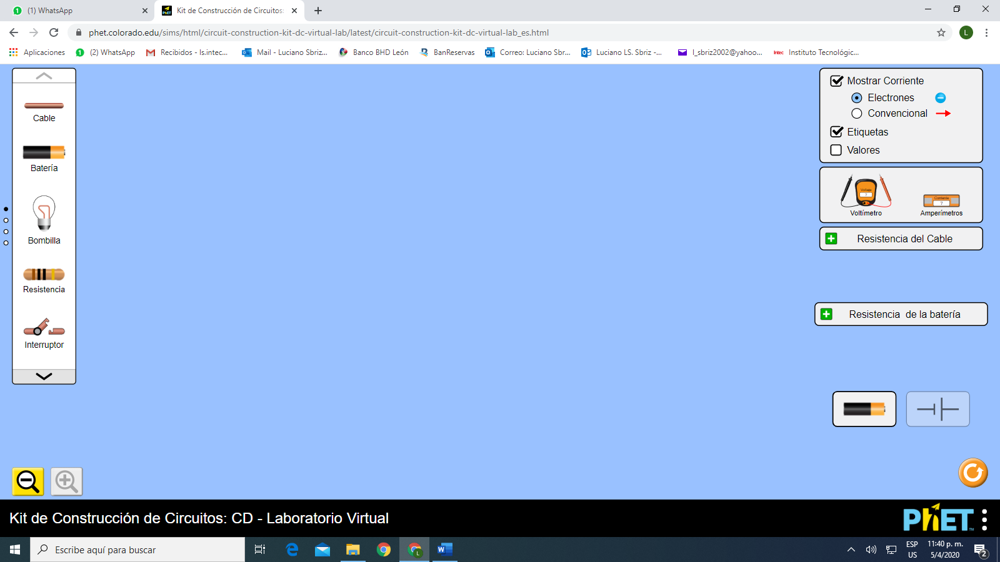 (1) WhatsApp
Kit de Construcción de Circuitos:
phet.colorado.edu/sims/html/circuit-construction-kit-dc-virtual-lab/latest/circuit-construction-kit-dc-virtual-lab_es.html
L
Aplicaciones
(2) WhatsApp
Recibidos - ls.intec...
Mail - Luciano Sbriz...
Banco BHD León
BanReservas
Correo: Luciano Sbr...
Luciano LS. Sbriz -...
l_sbriz2002@yahoo...
Intec
Instituto Tecnológic...
Cable
Batería
Bombilla
Resistencia
Interruptor
Mostrar Corriente
Electrones
Convencional
Etiquetas
Valores
Voltaje
?
Voltímetro
Corriente
?
Amperímetros
Resistencia del Cable
Resistencia de la batería
Kit de Construcción de Circuitos: CD - Laboratorio Virtual
PhET
Escribe aquí para buscar
ESP
US
11:40 p. m.
5/4/2020
2